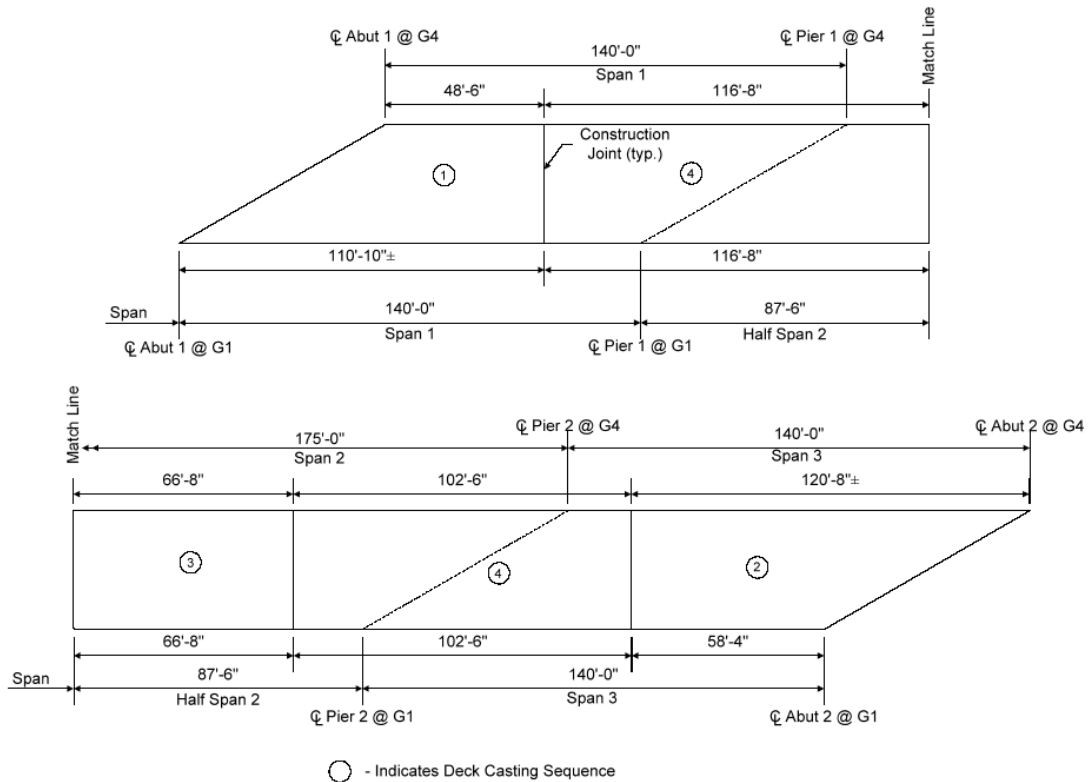 ℄ Abut 1 @ G4
℄ Pier 1 @ G4
Match Line
140'-0"
Span 1
48'-6"
116'-8"
Construction
Joint (typ.)
1
4
110'-10"±
116'-8"
Span
140'-0"
87'-6"
Span 1
Half Span 2
℄ Abut 1 @ G1
℄ Pier 1 @ G1
Match Line
℄ Pier 2 @ G4
℄ Abut 2 @ G4
175'-0"
140'-0"
Span 2
Span 3
66'-8"
102'-6"
120'-8"±
3
4
2
66'-8"
102'-6"
58'-4"
Span
87'-6"
140'-0"
Half Span 2
Span 3
℄ Pier 2 @ G1
℄ Abut 2 @ G1
- Indicates Deck Casting Sequence